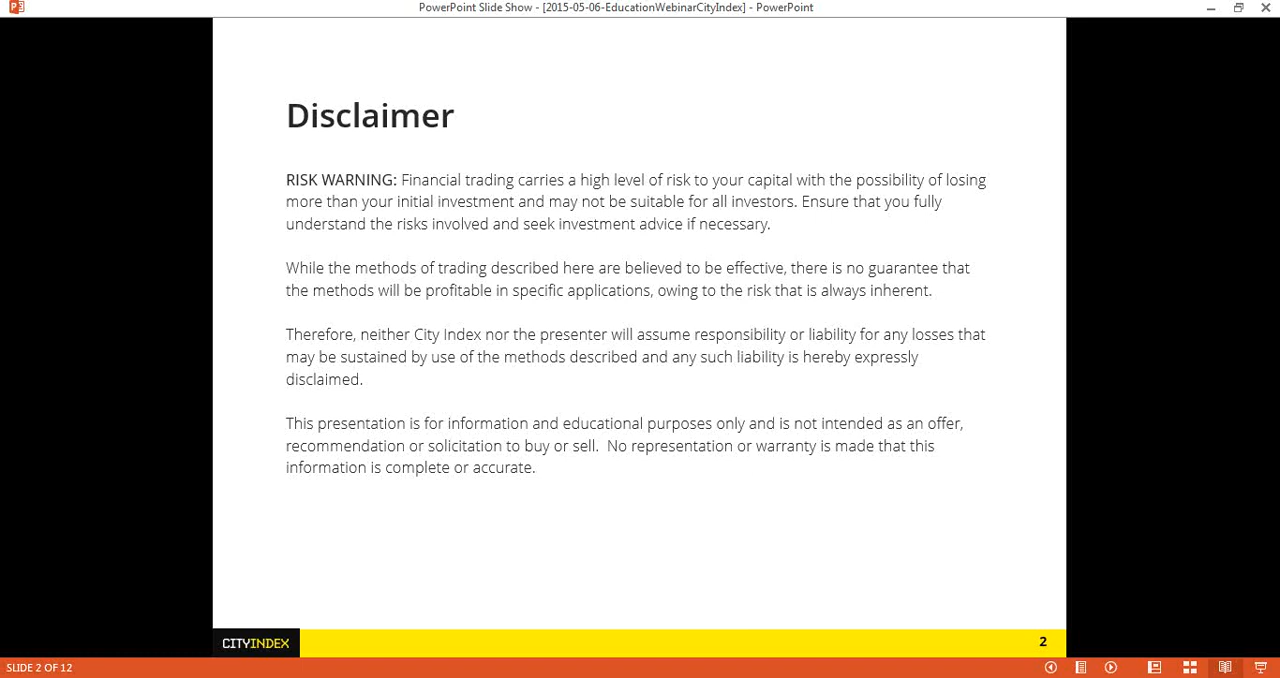 PowerPoint Slide Show - [2015-05-06-EducationWebinarCityIndex] - PowerPoint
Disclaimer
RISK WARNING: Financial trading carries a high level of risk to your capital with the possibility of losing
more than your initial investment and may not be suitable for all investors. Ensure that you fully
understand the risks involved and seek investment advice if necessary.
While the methods of trading described here are believed to be effective, there is no guarantee that
the methods will be profitable in specific applications, owing to the risk that is always inherent.
Therefore, neither City Index nor the presenter will assume responsibility or liability for any losses that
may be sustained by use of the methods described and any such liability is hereby expressly
disclaimed.
This presentation is for information and educational purposes only and is not intended as an offer,
recommendation or solicitation to buy or sell.  No representation or warranty is made that this
information is complete or accurate.
CITYINDEX
2
SLIDE 2 OF 12